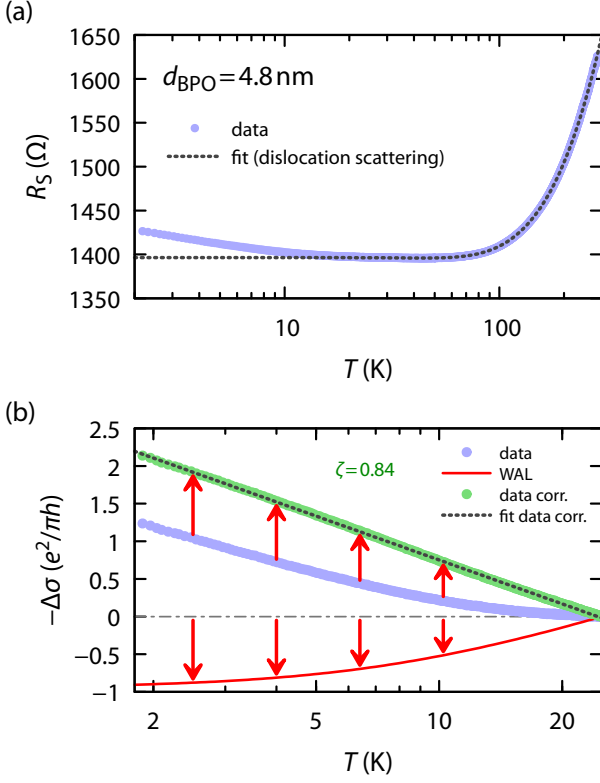 (a)
1650
1600
1550
1500
1450
1400
1350
R_S (Ω)
d_BPO = 4.8 nm
data
fit (dislocation scattering)
10
100
T (K)
(b)
2.5
2
1.5
1
0.5
0
−0.5
−1
−Δσ (e²/πh)
ζ=0.84
data
WAL
data corr.
fit data corr.
2
5
10
20
T (K)